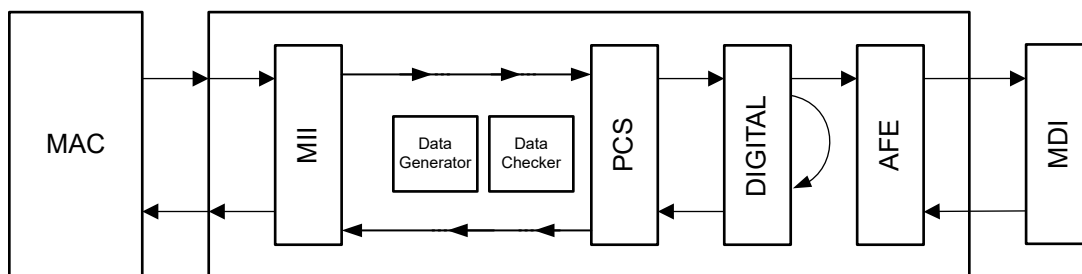 MAC
MII
Data
Generator
Data
Checker
PCS
DIGITAL
AFE
MDI